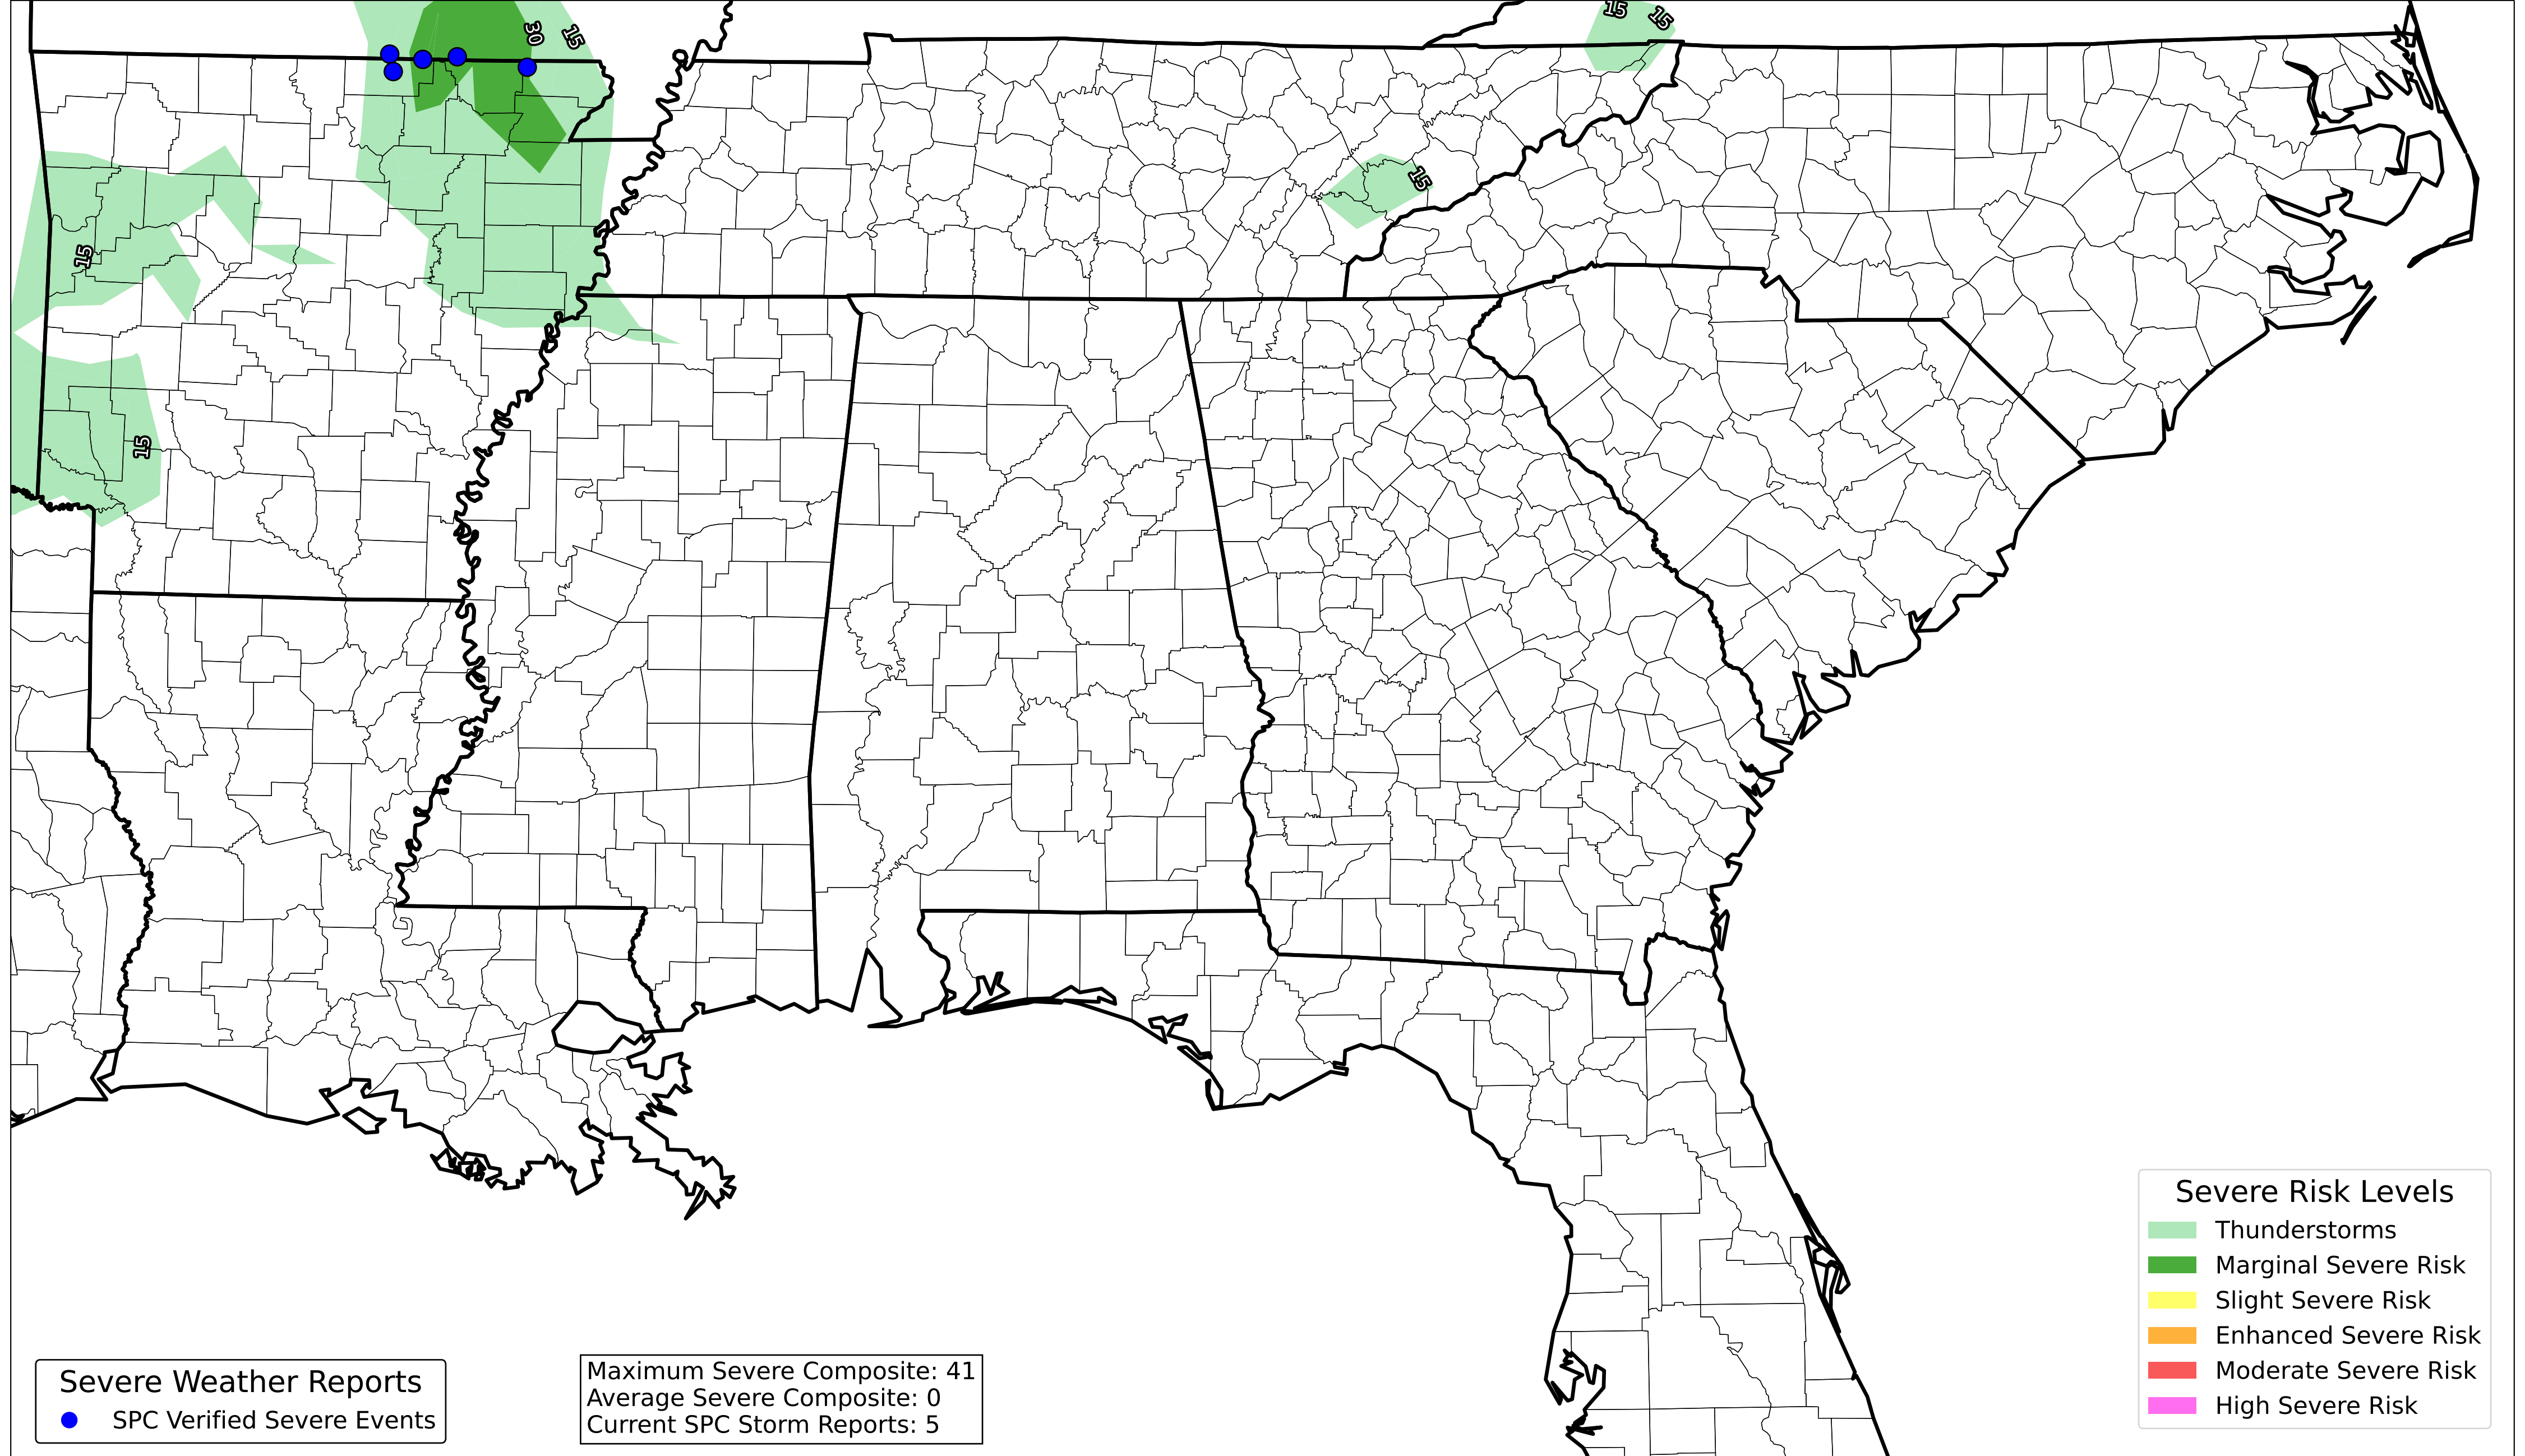 30
15
15
15
15
15
15
Severe Risk Levels
Thunderstorms
Marginal Severe Risk
Slight Severe Risk
Enhanced Severe Risk
Moderate Severe Risk
High Severe Risk
Severe Weather Reports
SPC Verified Severe Events
Maximum Severe Composite: 41
Average Severe Composite: 0
Current SPC Storm Reports: 5